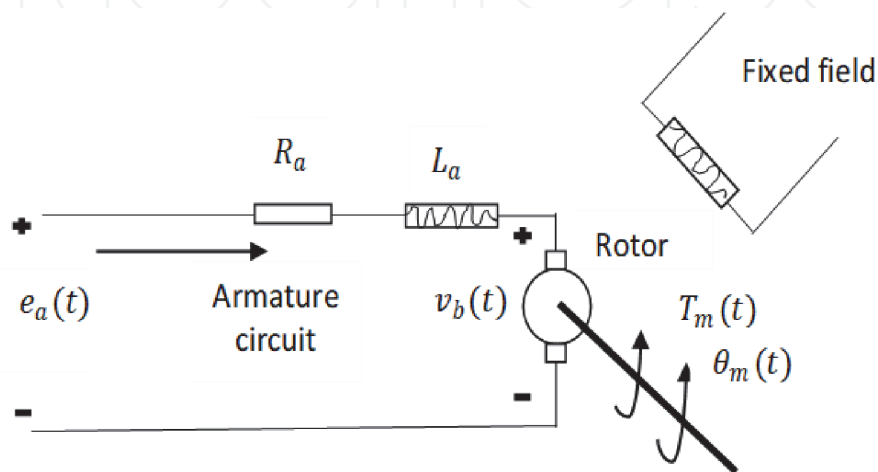 Fixed field
R_a
L_a
+
+
Rotor
e_a(t)
Armature
circuit
v_b(t)
T_m(t)
θ_m(t)
-
-